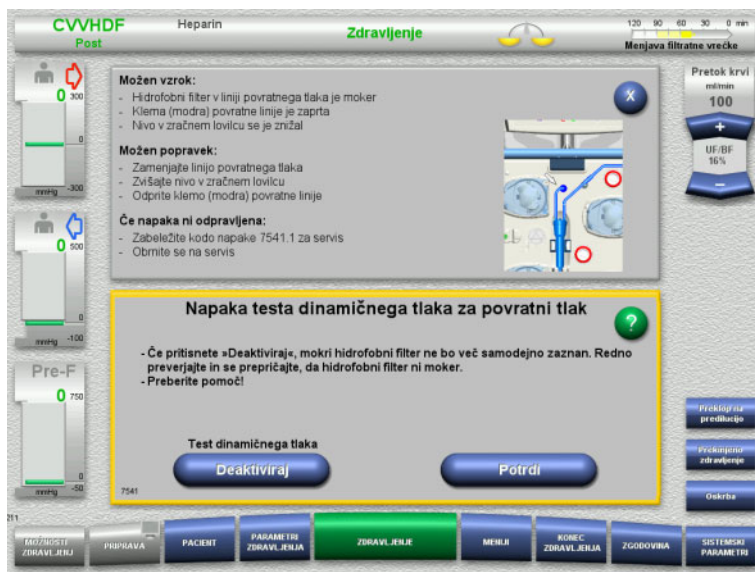 CVVHDF
Post
Heparin
Zdravljenje
120 90 60 30 0 min
Menjava filtratne vrečke
0
300
0
-300
mmHg
0
500
0
-100
mmHg
Pre-F
0
750
0
-50
mmHg
Možen vzrok:
- Hidrofobni filter v liniji povratnega tlaka je moker
- Klema (modra) povratne linije je zaprta
- Nivo v zračnem lovilcu se je znižal
Možen popravek:
- Zamenjajte linijo povratnega tlaka
- Zvišajte nivo v zračnem lovilcu
- Odprite klemo (modra) povratne linije
Če napaka ni odpravljena:
- Zabeležite kodo napake 7541.1 za servis
- Obrnite se na servis
X
Napaka testa dinamičnega tlaka za povratni tlak
?
- Če pritisnete »Deaktiviraj«, mokri hidrofobni filter ne bo več samodejno zaznan. Redno
preverjajte in se prepričajte, da hidrofobni filter ni moker.
- Preberite pomoč!
Test dinamičnega tlaka
Deaktiviraj
Potrdi
7541
Pretok krvi
ml/min
100
+
UF/BF
16%
-
Preklop na
predilucijo
Prekinjeno
zdravljenje
Oskrba
211
MOŽNOSTI
ZDRAVLJENJ
PRIPRAVA
PACIENT
PARAMETRI
ZDRAVLJENJA
ZDRAVLJENJE
MENIJI
KONEC
ZDRAVLJENJA
ZGODOVINA
SISTEMSKI
PARAMETRI